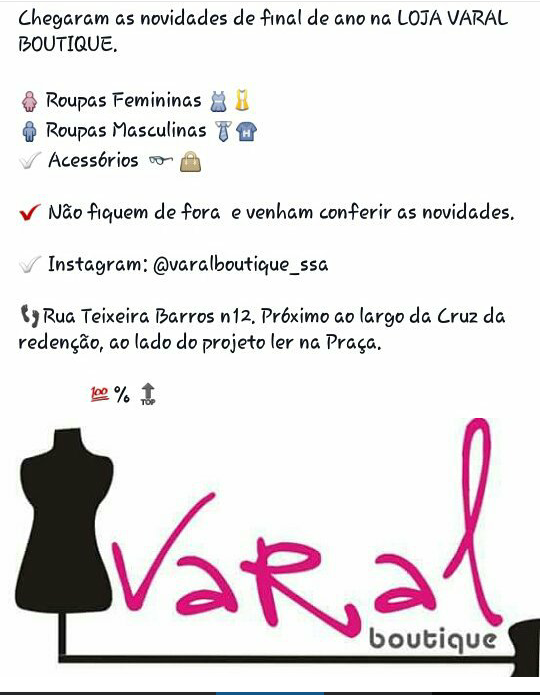 Chegaram as novidades de final de ano na LOJA VARAL
BOUTIQUE.
🚺 Roupas Femininas 👗🎽
🚹 Roupas Masculinas 👔👕
✔ Acessórios 👓👜
✔ Não fiquem de fora e venham conferir as novidades.
✔ Instagram: @varalboutique_ssa
👣Rua Teixeira Barros n12. Próximo ao largo da Cruz da
redenção, ao lado do projeto ler na Praça.
💯% 🔝
VaRal
boutique